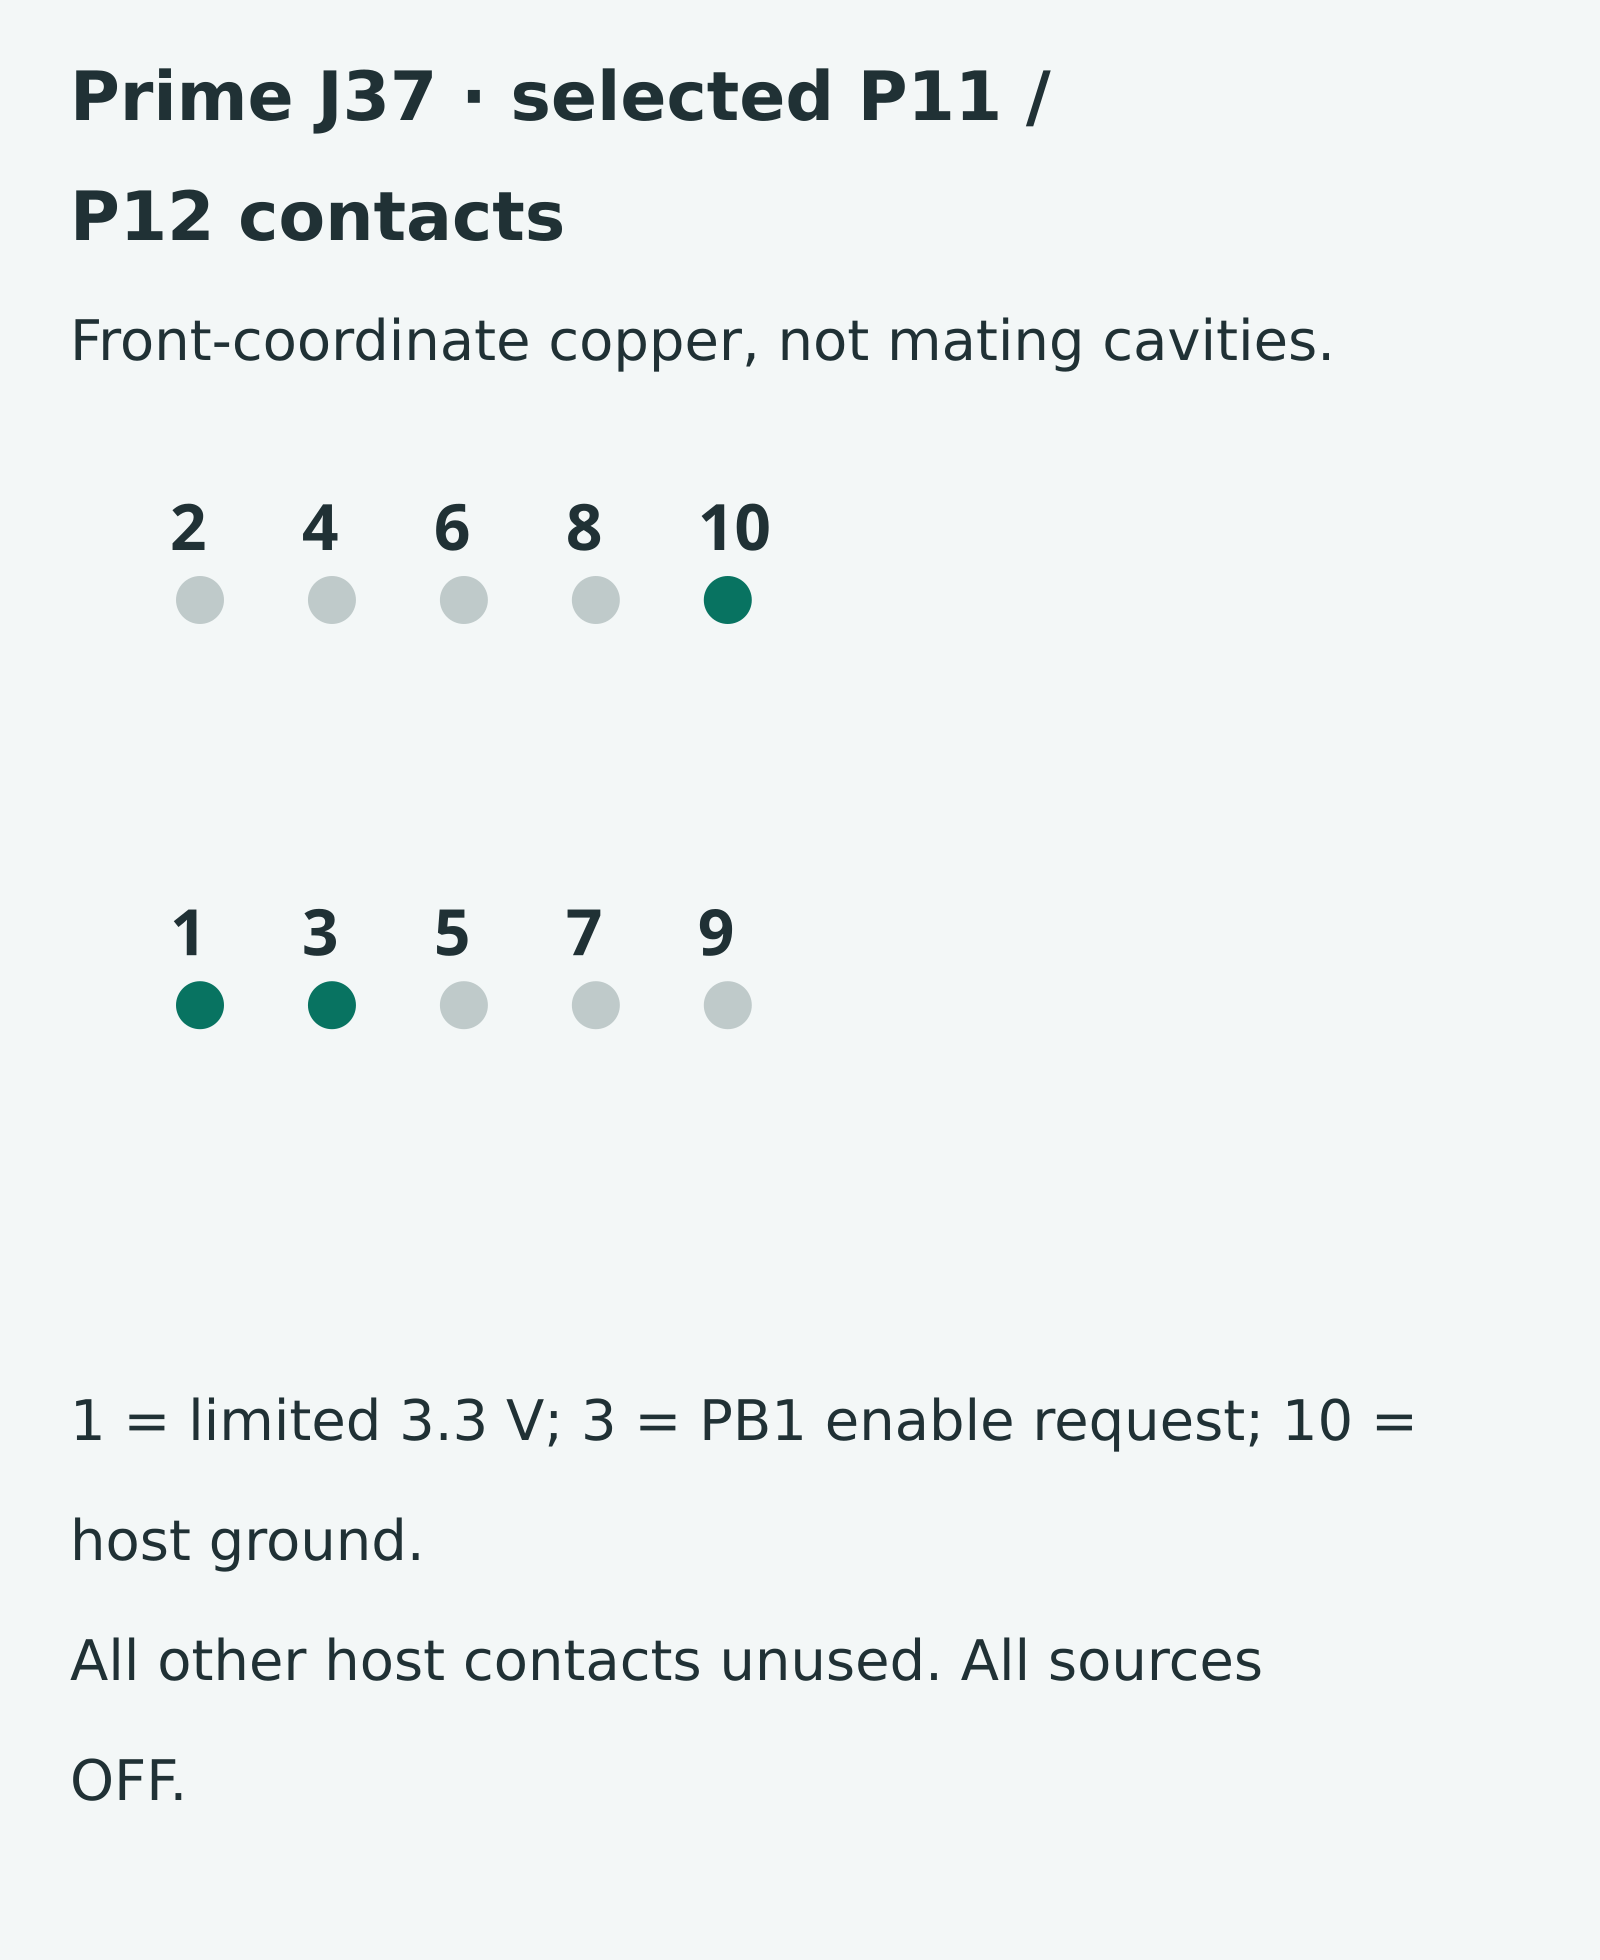 Prime J37 · selected P11 /
P12 contacts
Front-coordinate copper, not mating cavities.
2 4 6 8 10
1 3 5 7 9
1 = limited 3.3 V; 3 = PB1 enable request; 10 =
host ground.
All other host contacts unused. All sources
OFF.